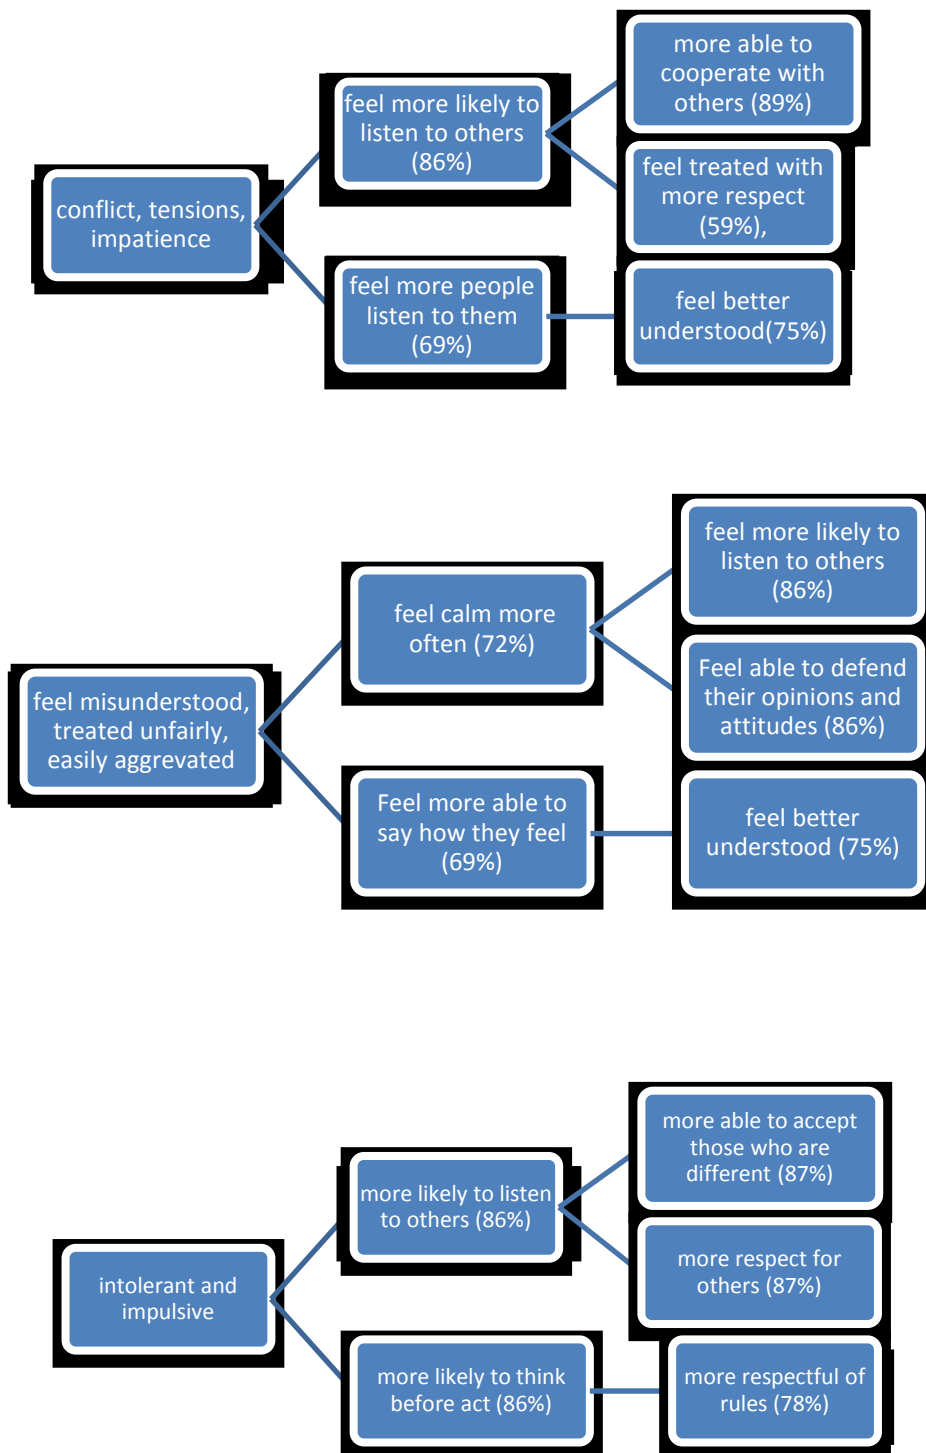 conflict, tensions,
impatience
feel more likely to
listen to others
(86%)
more able to
cooperate with
others (89%)
feel treated with
more respect
(59%),
feel more people
listen to them
(69%)
feel better
understood(75%)
feel misunderstood,
treated unfairly,
easily aggrevated
feel calm more
often (72%)
feel more likely to
listen to others
(86%)
Feel able to defend
their opinions and
attitudes (86%)
Feel more able to
say how they feel
(69%)
feel better
understood (75%)
intolerant and
impulsive
more likely to listen
to others (86%)
more able to accept
those who are
different (87%)
more respect for
others (87%)
more likely to think
before act (86%)
more respectful of
rules (78%)